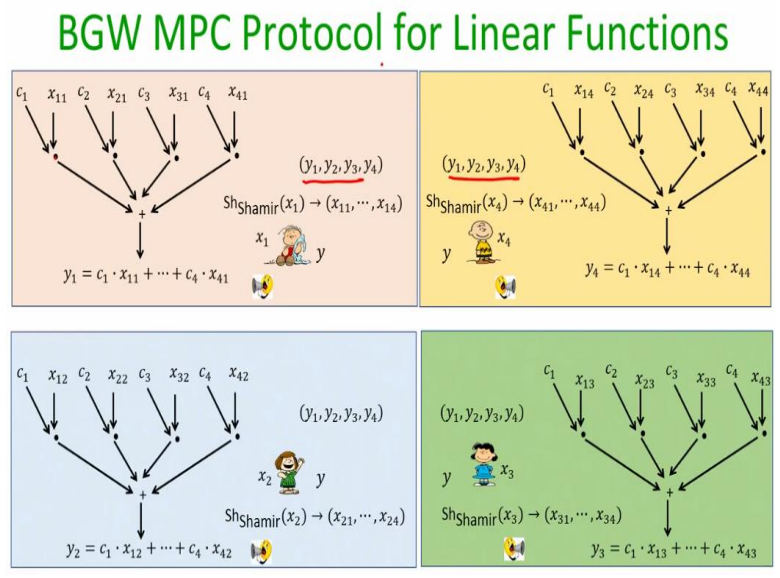 BGW MPC Protocol for Linear Functions
c₁ x₁₁ c₂ x₂₁ c₃ x₃₁ c₄ x₄₁
(y₁, y₂, y₃, y₄)
Sh_Shamir(x₁) → (x₁₁, ⋯, x₁₄)
+
x₁ y
y₁ = c₁ · x₁₁ + ⋯ + c₄ · x₄₁
c₁ x₁₄ c₂ x₂₄ c₃ x₃₄ c₄ x₄₄
(y₁, y₂, y₃, y₄)
Sh_Shamir(x₄) → (x₄₁, ⋯, x₄₄)
+
y x₄
y₄ = c₁ · x₁₄ + ⋯ + c₄ · x₄₄
c₁ x₁₂ c₂ x₂₂ c₃ x₃₂ c₄ x₄₂
(y₁, y₂, y₃, y₄)
x₂ y
+
Sh_Shamir(x₂) → (x₂₁, ⋯, x₂₄)
y₂ = c₁ · x₁₂ + ⋯ + c₄ · x₄₂
c₁ x₁₃ c₂ x₂₃ c₃ x₃₃ c₄ x₄₃
(y₁, y₂, y₃, y₄)
y x₃
+
Sh_Shamir(x₃) → (x₃₁, ⋯, x₃₄)
y₃ = c₁ · x₁₃ + ⋯ + c₄ · x₄₃